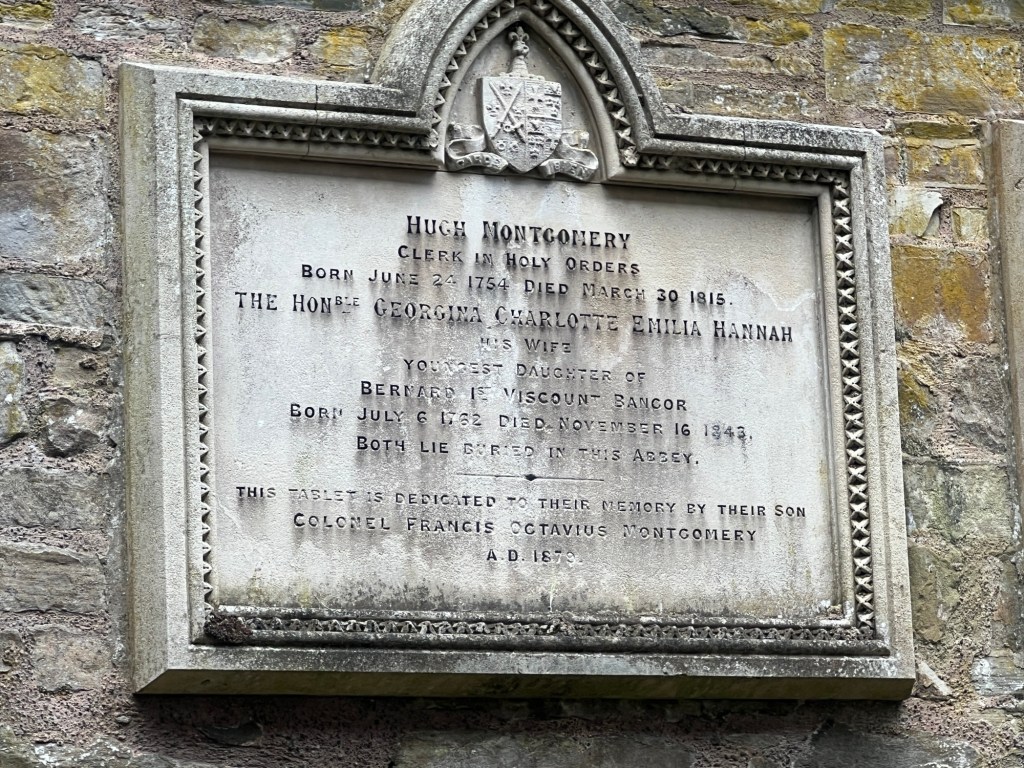 HUGH MONTGOMERY
CLERK IN HOLY ORDERS
BORN JUNE 24 1754 DIED MARCH 30 1815.
THE HONBLE GEORGINA CHARLOTTE EMILIA HANNAH
HIS WIFE
YOUNGEST DAUGHTER OF
BERNARD 1ST VISCOUNT BANGOR
BORN JULY 6 1762 DIED NOVEMBER 16 1843.
BOTH LIE BURIED IN THIS ABBEY.
THIS TABLET IS DEDICATED TO THEIR MEMORY BY THEIR SON
COLONEL FRANCIS OCTAVIUS MONTGOMERY
A.D. 1879.